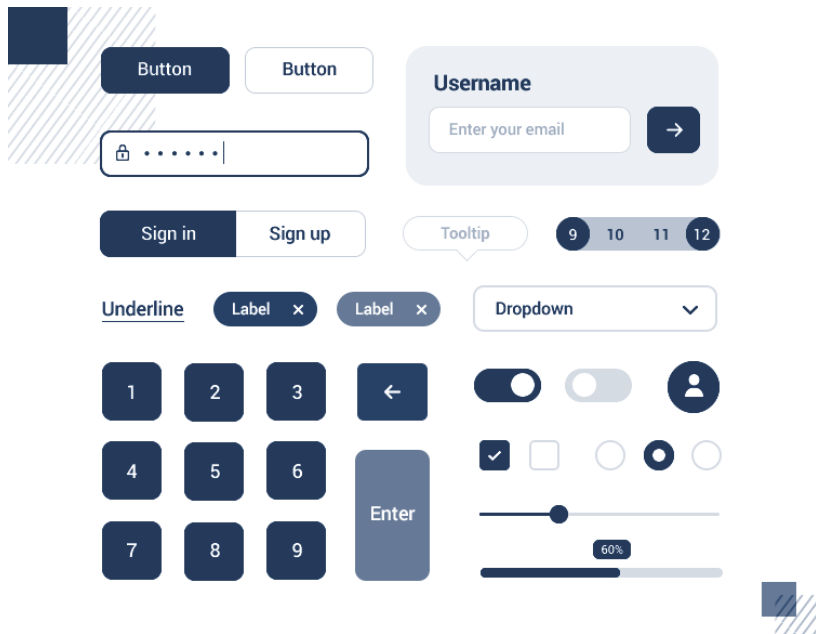 Button
Button
Username
Enter your email
Sign in
Sign up
Tooltip
9 10 11 12
Underline
Label
Label
Dropdown
1 2 3
4 5 6
Enter
7 8 9
60%